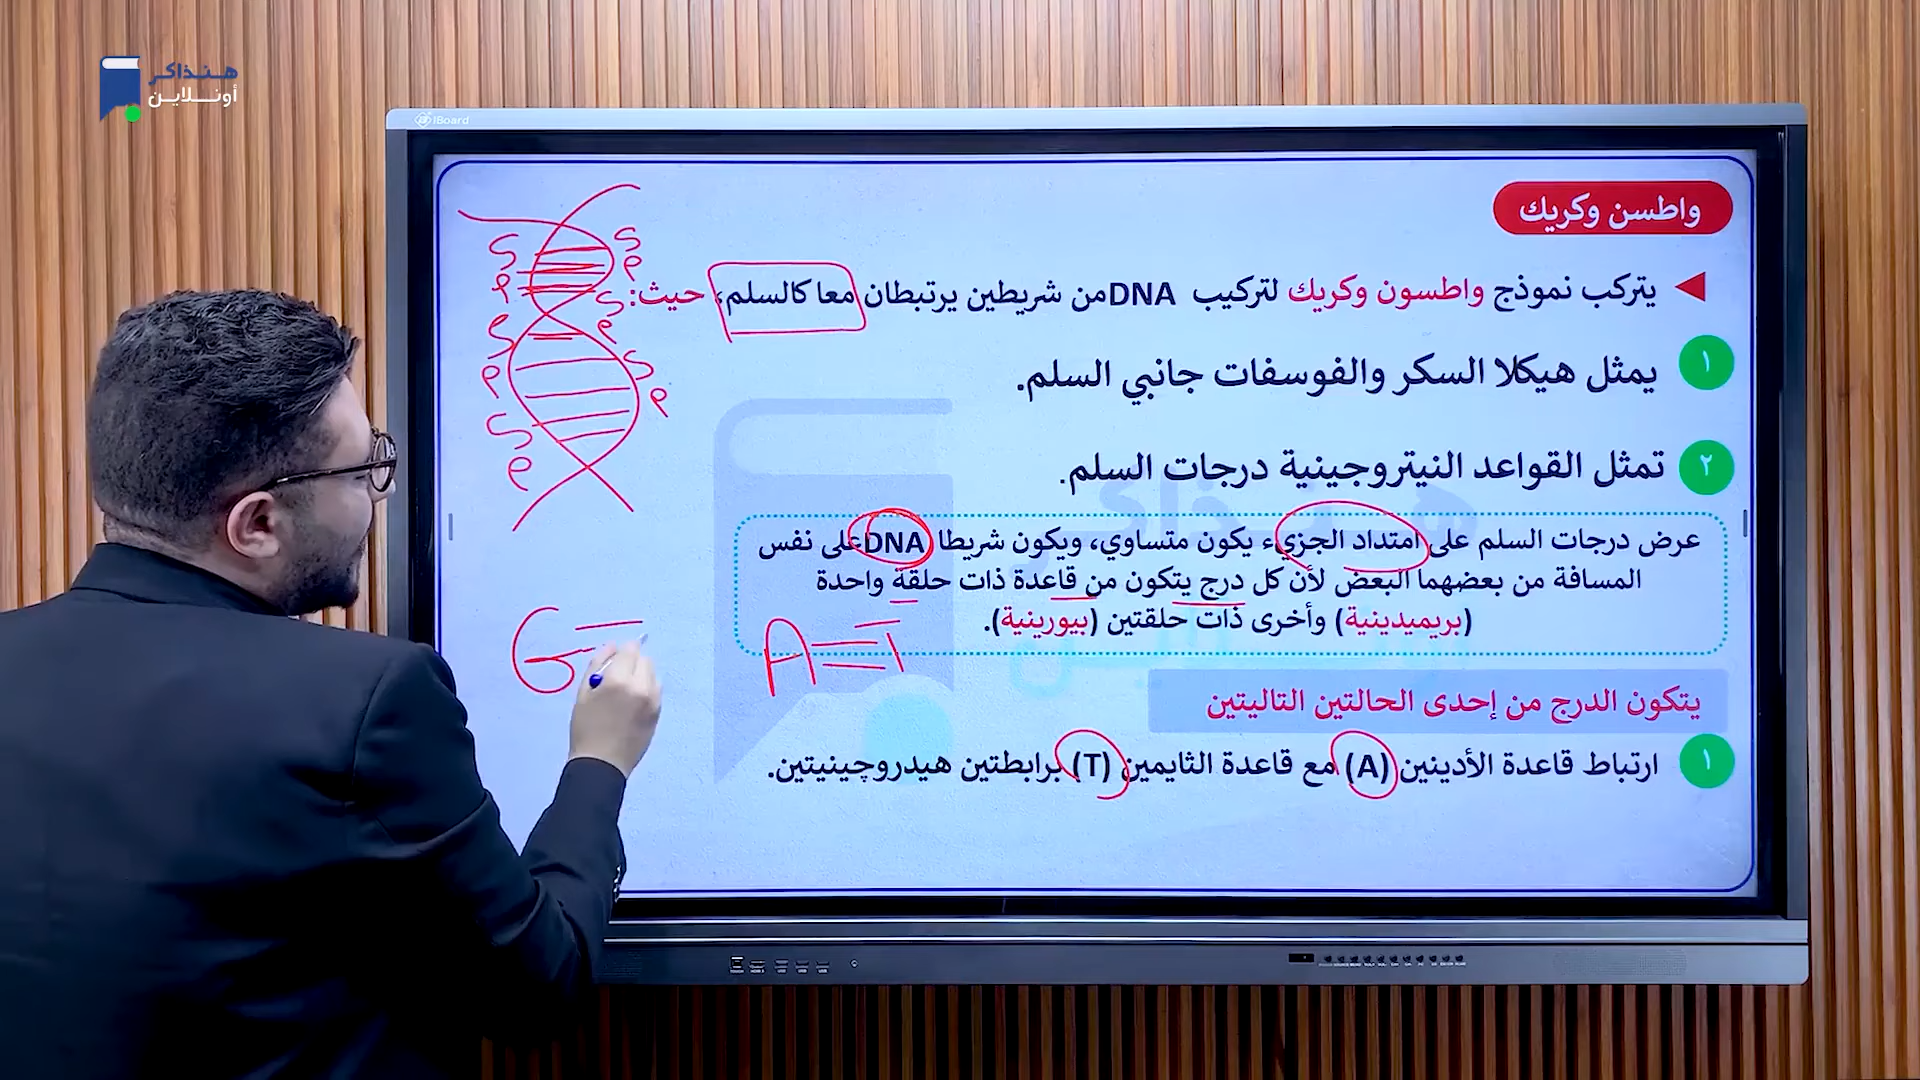 هـنـذاكـر
أونـــلايــن
IBoard
واطسن وكريك
يتركب نموذج واطسون وكريك لتركيب DNA من شريطين يرتبطان معا كالسلم، حيث:
١ يمثل هيكلا السكر والفوسفات جانبي السلم.
٢ تمثل القواعد النيتروجينية درجات السلم.
عرض درجات السلم على امتداد الجزيء يكون متساوي، ويكون شريطا DNA على نفس
المسافة من بعضهما البعض لأن كل درج يتكون من قاعدة ذات حلقة واحدة
(بريميدينية) وأخرى ذات حلقتين (بيورينية).
G
A=T
يتكون الدرج من إحدى الحالتين التاليتين
١ ارتباط قاعدة الأدينين (A) مع قاعدة الثايمين (T) برابطتين هيدروچينيتين.